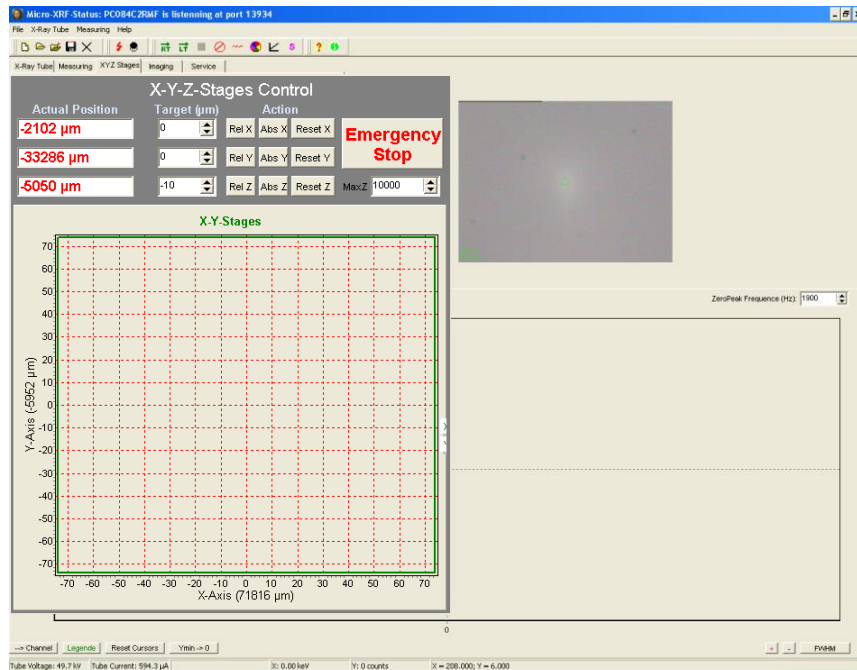 Micro-XRF-Status: PC084C2RMF is listenning at port 13934
File X-Ray Tube Measuring Help
RT LT S ?
X-Ray Tube Measuring XYZ Stages Imaging Service
X-Y-Z-Stages Control
Actual Position Target (µm) Action
-2102 µm 0 Rel X Abs X Reset X Emergency Stop
-33286 µm 0 Rel Y Abs Y Reset Y
-5050 µm -10 Rel Z Abs Z Reset Z MaxZ 10000
X-Y-Stages
ZeroPeak Frequence (Hz): 1900
70
60
50
40
30
20
10
0
-10
-20
-30
-40
-50
-60
-70
Y-Axis (-5952 µm)
-70 -60 -50 -40 -30 -20 -10 0 10 20 30 40 50 60 70
X-Axis (71816 µm)
0
--> Channel Legende Reset Cursors Ymin -> 0 + - FWHM
Tube Voltage: 49.7 kV Tube Current: 594.3 µA X: 0.00 keV Y: 0 counts X = 208.000; Y = 6.000